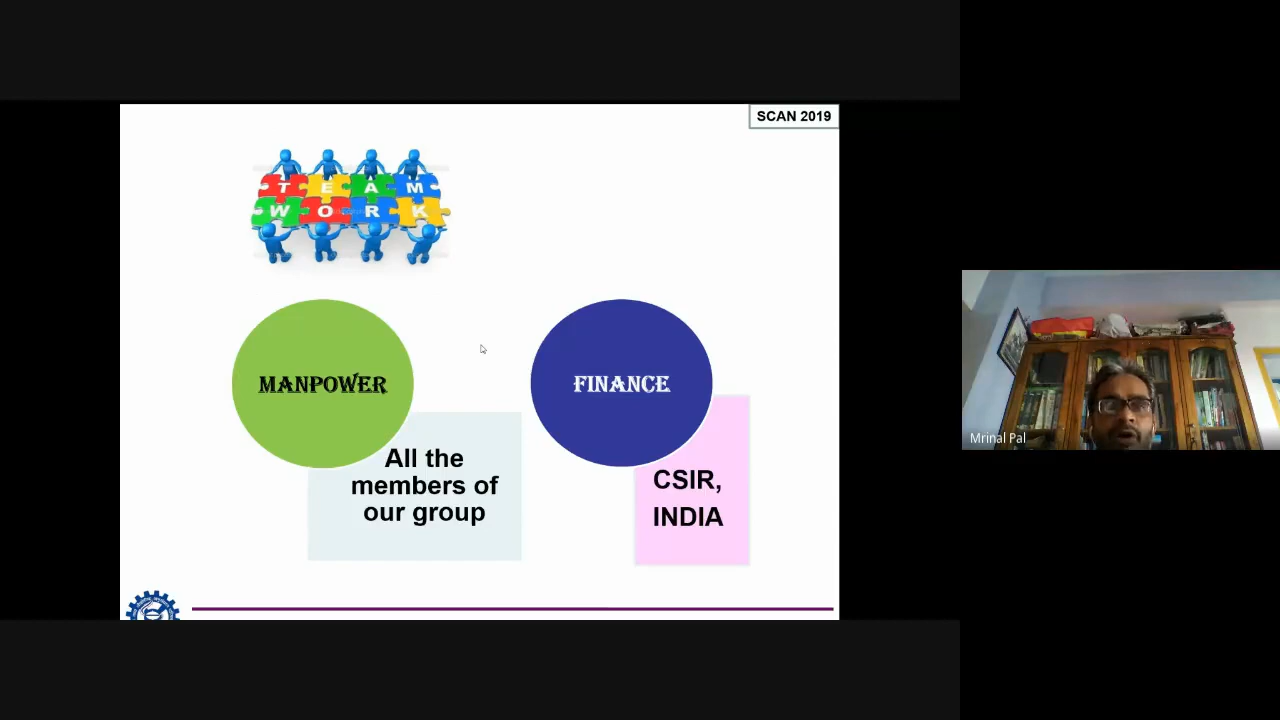 SCAN 2019
TEAM
WORK
MANPOWER
FINANCE
All the
members of
our group
CSIR,
INDIA
Mrinal Pal